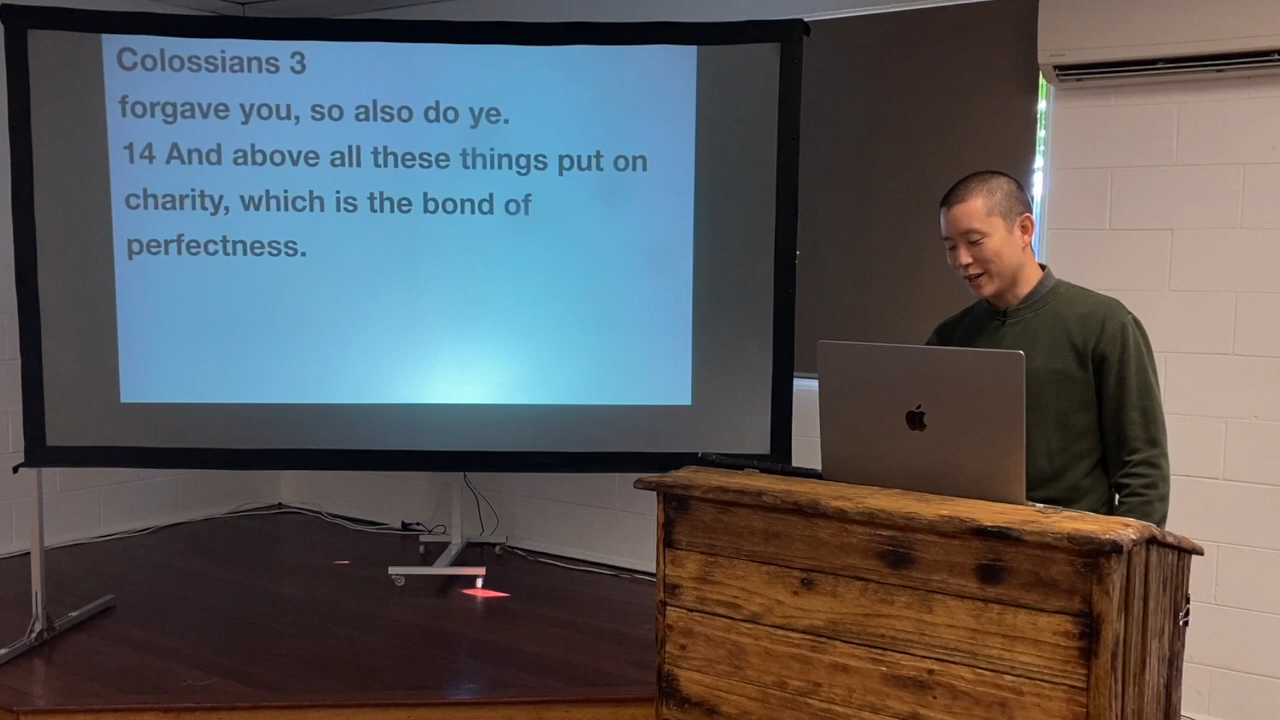 Colossians 3
forgave you, so also do ye.
14 And above all these things put on
charity, which is the bond of
perfectness.